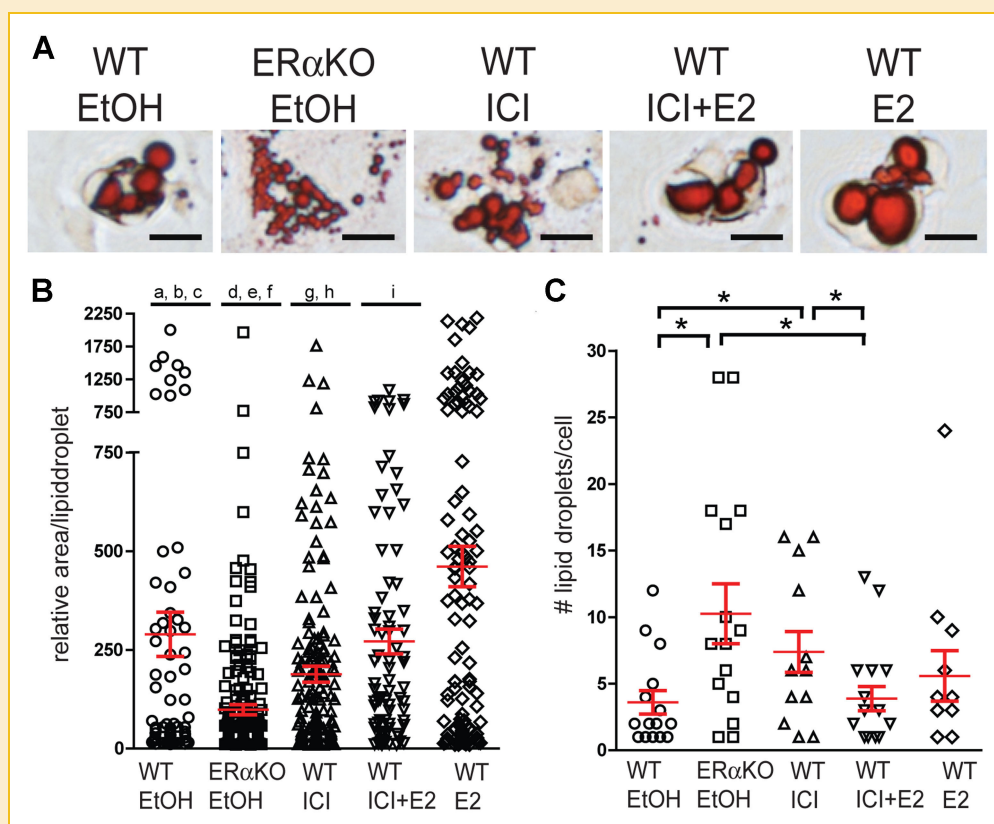 A
WT EtOH
ERαKO EtOH
WT ICI
WT ICI+E2
WT E2
B
a, b, c
d, e, f
g, h
i
relative area/lipiddroplet
2250
1750
1250
750
750
500
250
0
WT EtOH
ERαKO EtOH
WT ICI
WT ICI+E2
WT E2
C
*
*
*
*
# lipid droplets/cell
30
25
20
15
10
5
0
WT EtOH
ERαKO EtOH
WT ICI
WT ICI+E2
WT E2